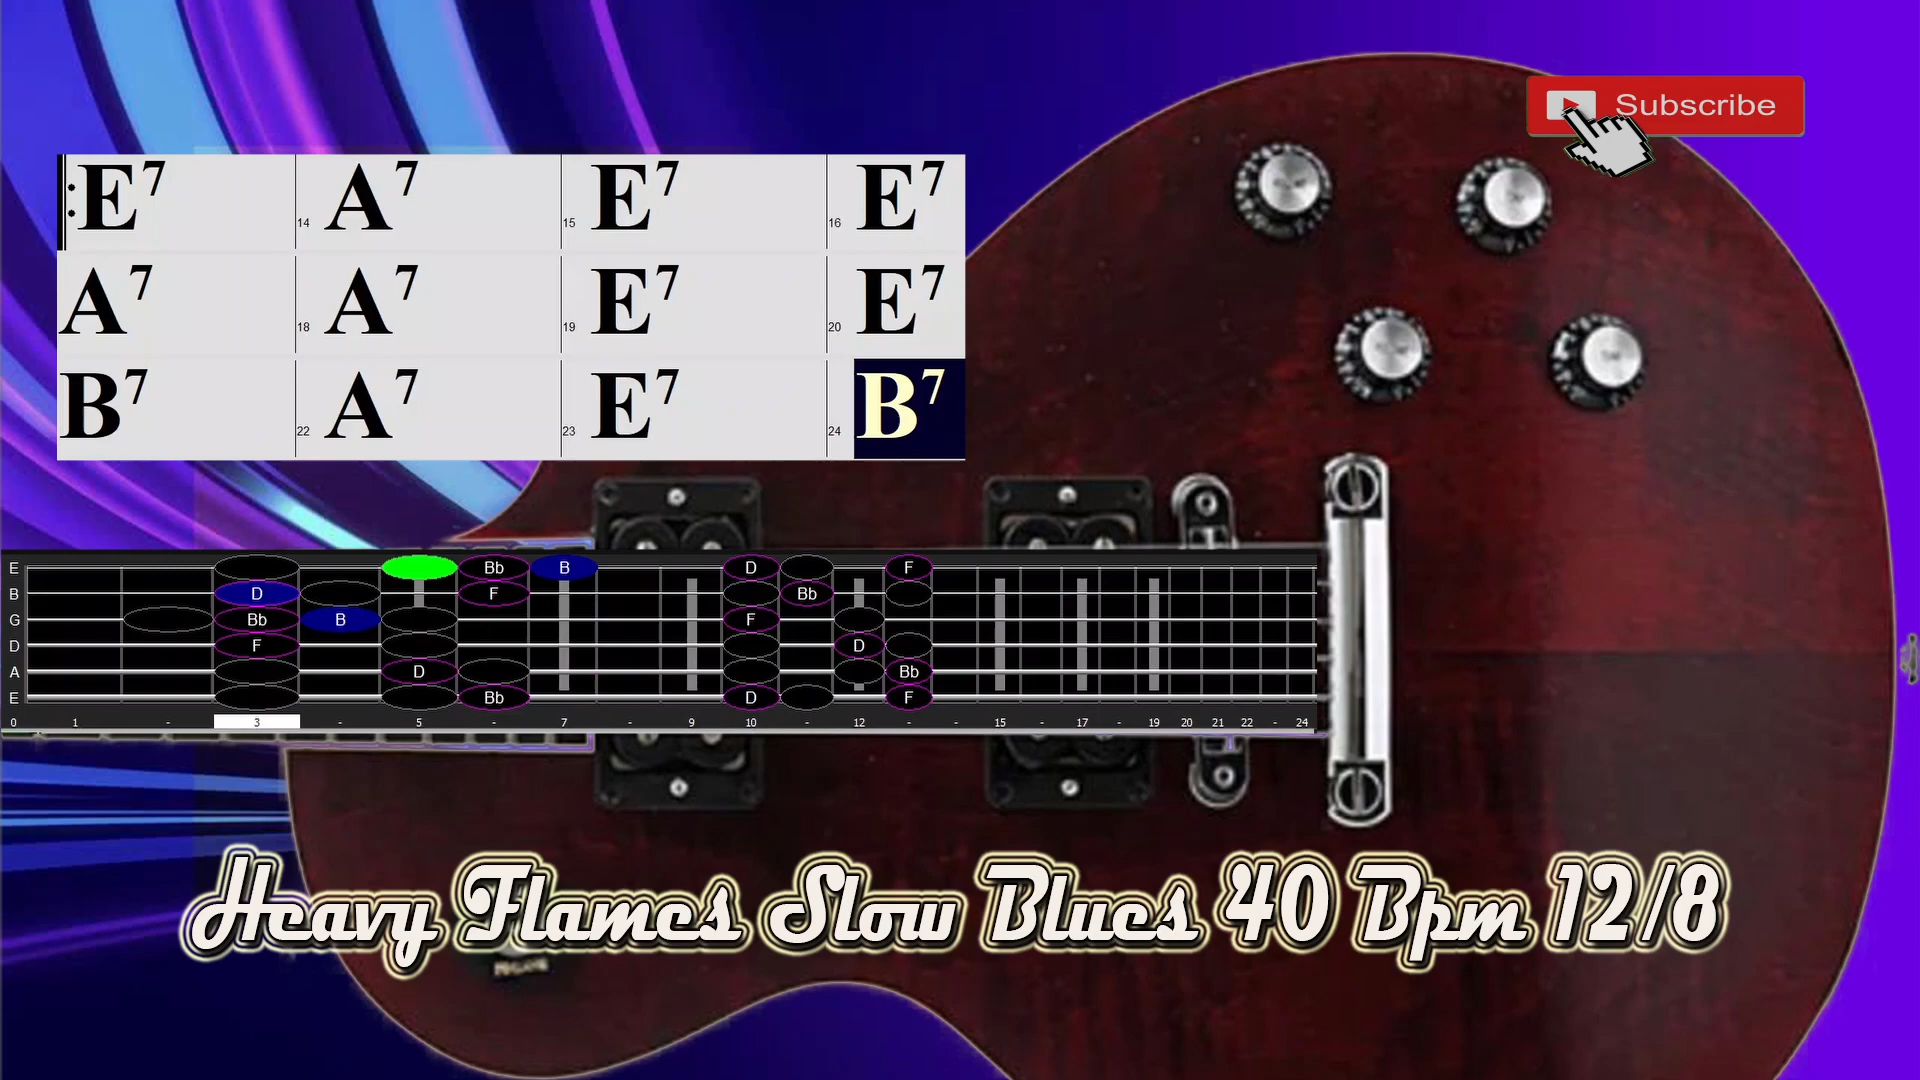 Subscribe
E7 14 A7 15 E7 16 E7
A7 18 A7 19 E7 20 E7
B7 22 A7 23 E7 24 B7
E Bb B D F
B D F Bb
G Bb B F
D F D
A D Bb
E Bb D F
0 1 - 3 - 5 - 7 - 9 10 - 12 - - 15 - 17 - 19 20 21 22 - 24
Heavy Flames Slow Blues 40 Bpm 12/8